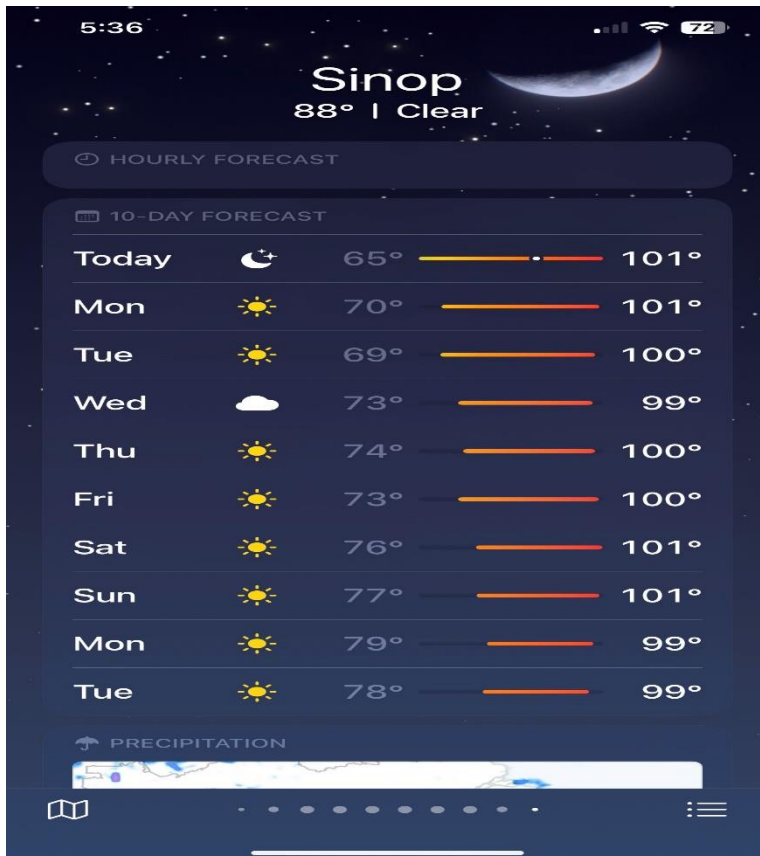 5:36 72
Sinop
88° | Clear
HOURLY FORECAST
10-DAY FORECAST
Today 65° 101°
Mon 70° 101°
Tue 69° 100°
Wed 73° 99°
Thu 74° 100°
Fri 73° 100°
Sat 76° 101°
Sun 77° 101°
Mon 79° 99°
Tue 78° 99°
PRECIPITATION